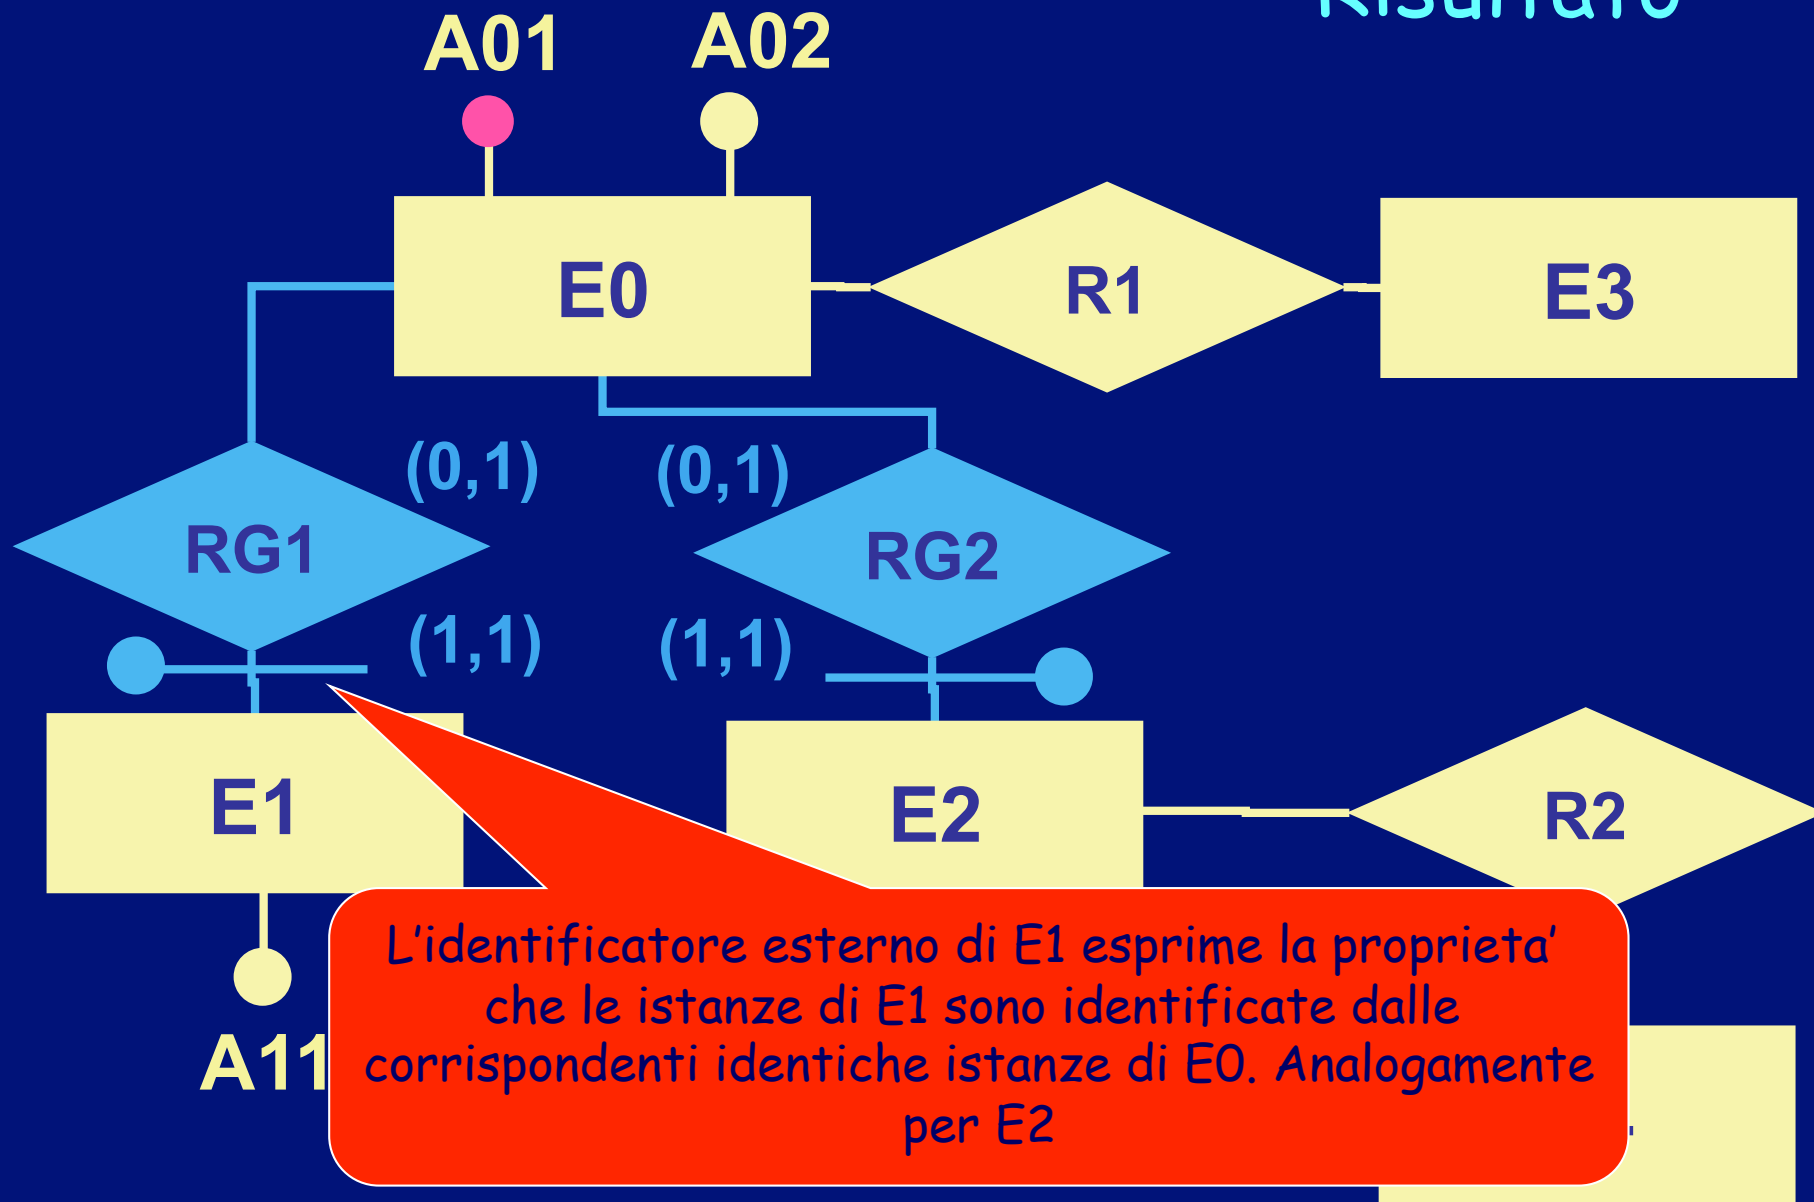 Risultato
A01 A02
E0 R1 E3
(0,1) (0,1)
RG1 RG2
(1,1) (1,1)
E1 E2 R2
L'identificatore esterno di E1 esprime la proprieta'
che le istanze di E1 sono identificate dalle
corrispondenti identiche istanze di E0. Analogamente
per E2
A11